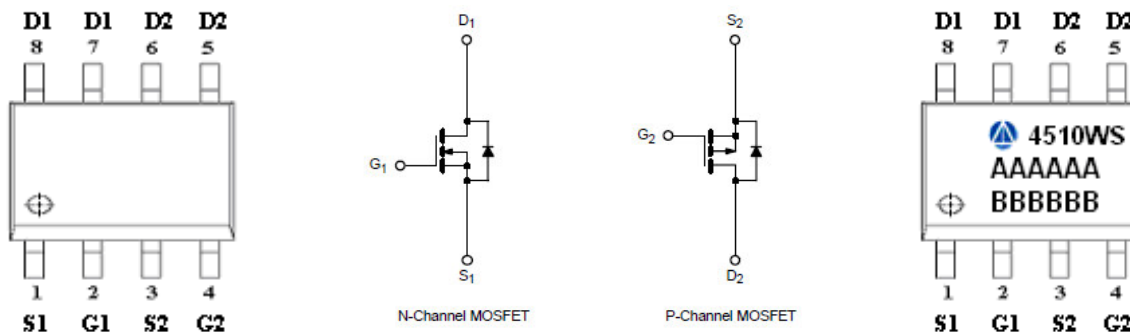 D1 D1 D2 D2
8 7 6 5
1 2 3 4
S1 G1 S2 G2
D1
G1
S1
N-Channel MOSFET
S2
G2
D2
P-Channel MOSFET
D1 D1 D2 D2
8 7 6 5
4510WS
AAAAAA
BBBBBB
1 2 3 4
S1 G1 S2 G2